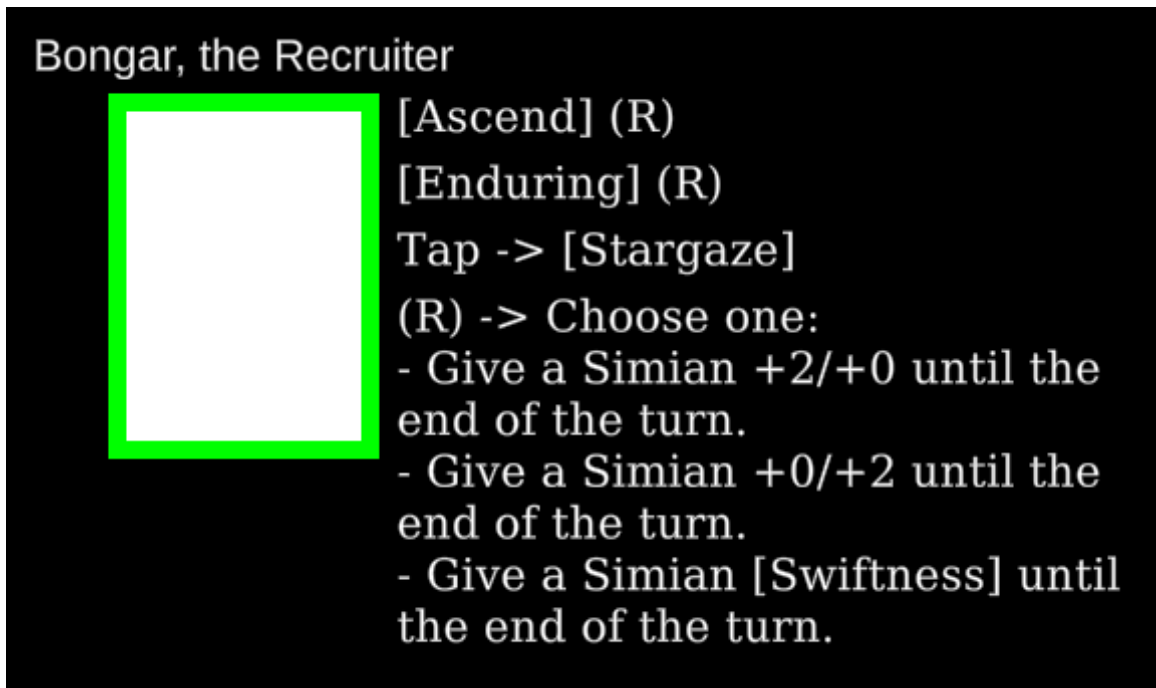 Bongar, the Recruiter
[Ascend] (R)
[Enduring] (R)
Tap -> [Stargaze]
(R) -> Choose one:
- Give a Simian +2/+0 until the
end of the turn.
- Give a Simian +0/+2 until the
end of the turn.
- Give a Simian [Swiftness] until
the end of the turn.